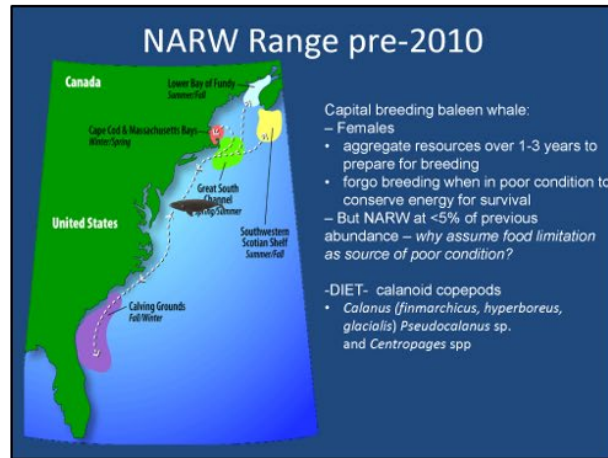 NARW Range pre-2010
Canada
Lower Bay of Fundy
Summer/Fall
Cape Cod & Massachusetts Bays
Winter/Spring
Great South
Channel
Spring/Summer
United States
Southwestern
Scotian Shelf
Summer/Fall
Calving Grounds
Fall/Winter
Capital breeding baleen whale:
– Females
• aggregate resources over 1-3 years to
prepare for breeding
• forgo breeding when in poor condition to
conserve energy for survival
– But NARW at <5% of previous
abundance – why assume food limitation
as source of poor condition?
-DIET- calanoid copepods
• Calanus (finmarchicus, hyperboreus,
glacialis) Pseudocalanus sp.
and Centropages spp